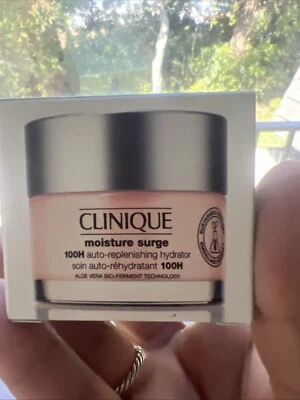 CLINIQUE
moisture surge
100H auto-replenishing hydrator
soin auto-réhydratant 100H
ALOE VERA BIO-FERMENT TECHNOLOGY